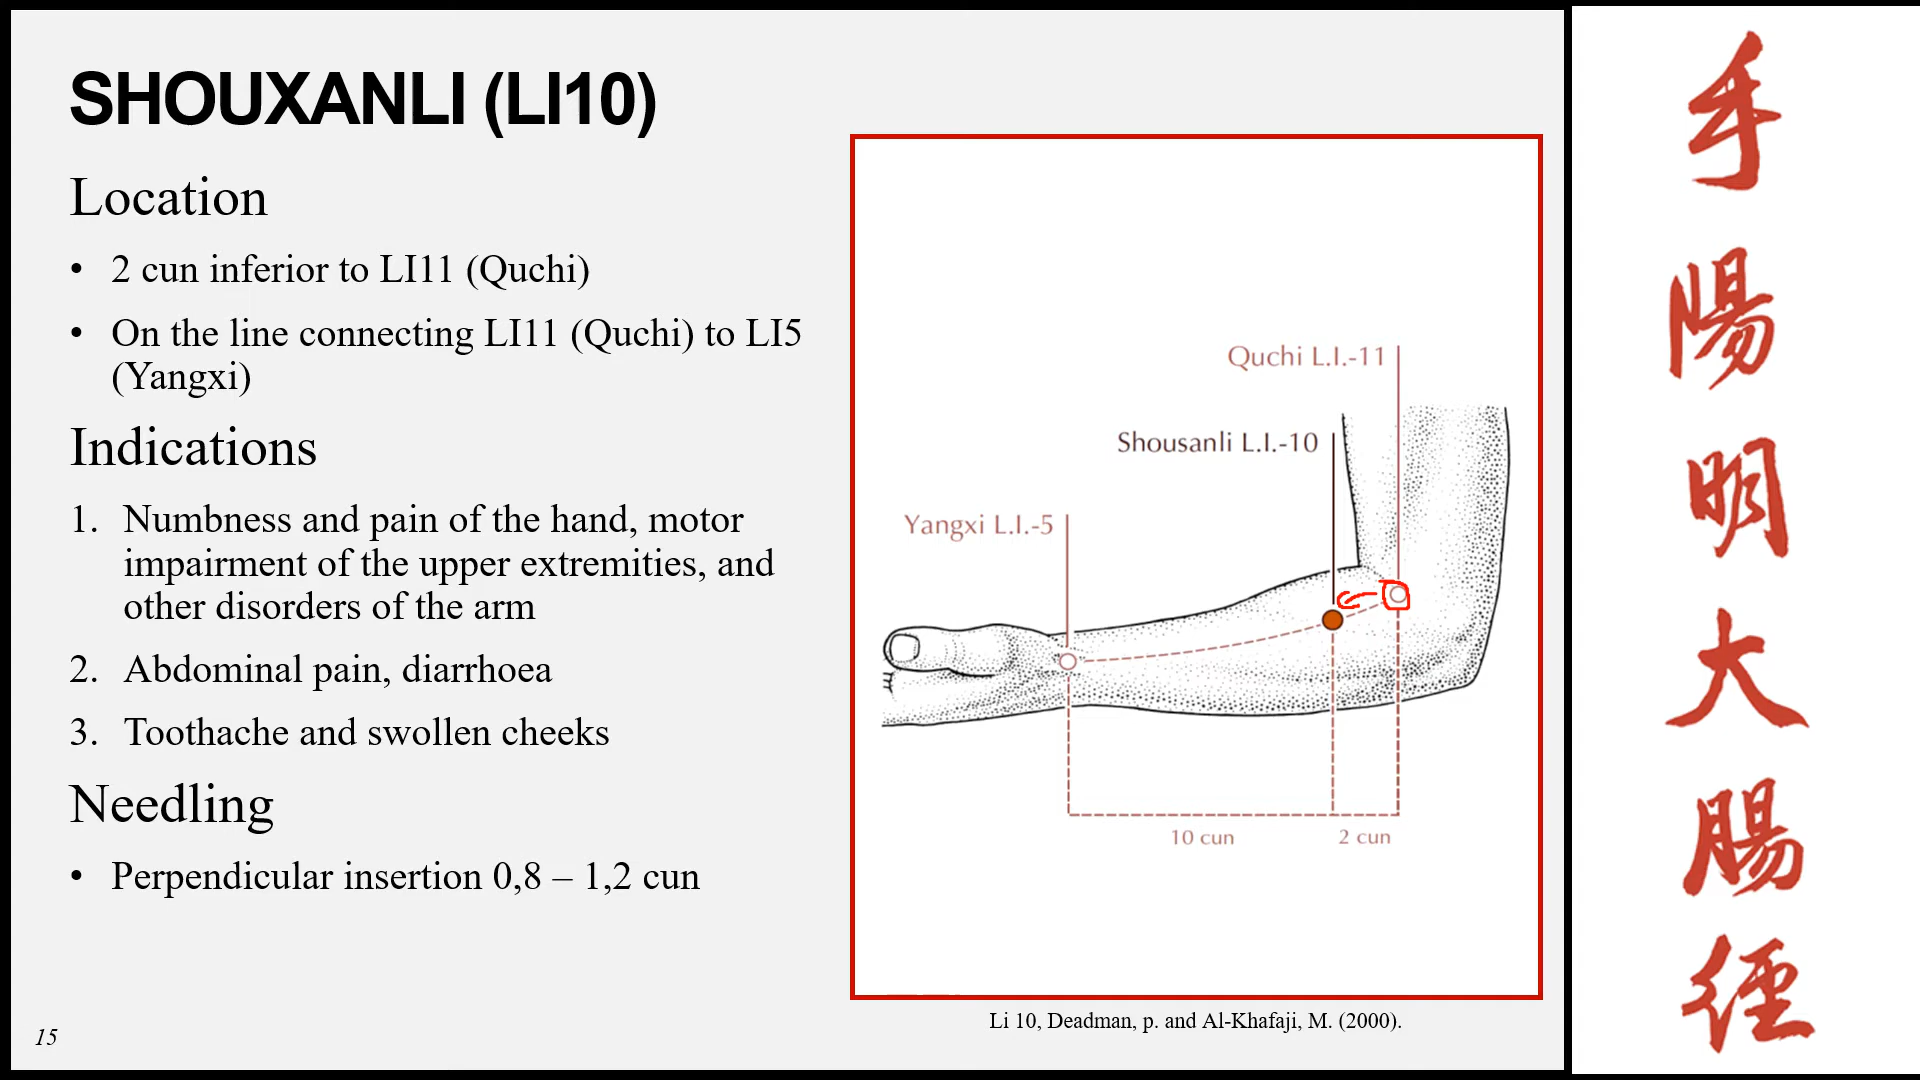 SHOUXANLI (LI10)
Location
• 2 cun inferior to LI11 (Quchi)
• On the line connecting LI11 (Quchi) to LI5
(Yangxi)
Indications
1. Numbness and pain of the hand, motor
impairment of the upper extremities, and
other disorders of the arm
2. Abdominal pain, diarrhoea
3. Toothache and swollen cheeks
Needling
• Perpendicular insertion 0,8 – 1,2 cun
15
Quchi L.I.-11
Shousanli L.I.-10
Yangxi L.I.-5
10 cun
2 cun
Li 10, Deadman, p. and Al-Khafaji, M. (2000).
手
陽
明
大
腸
經